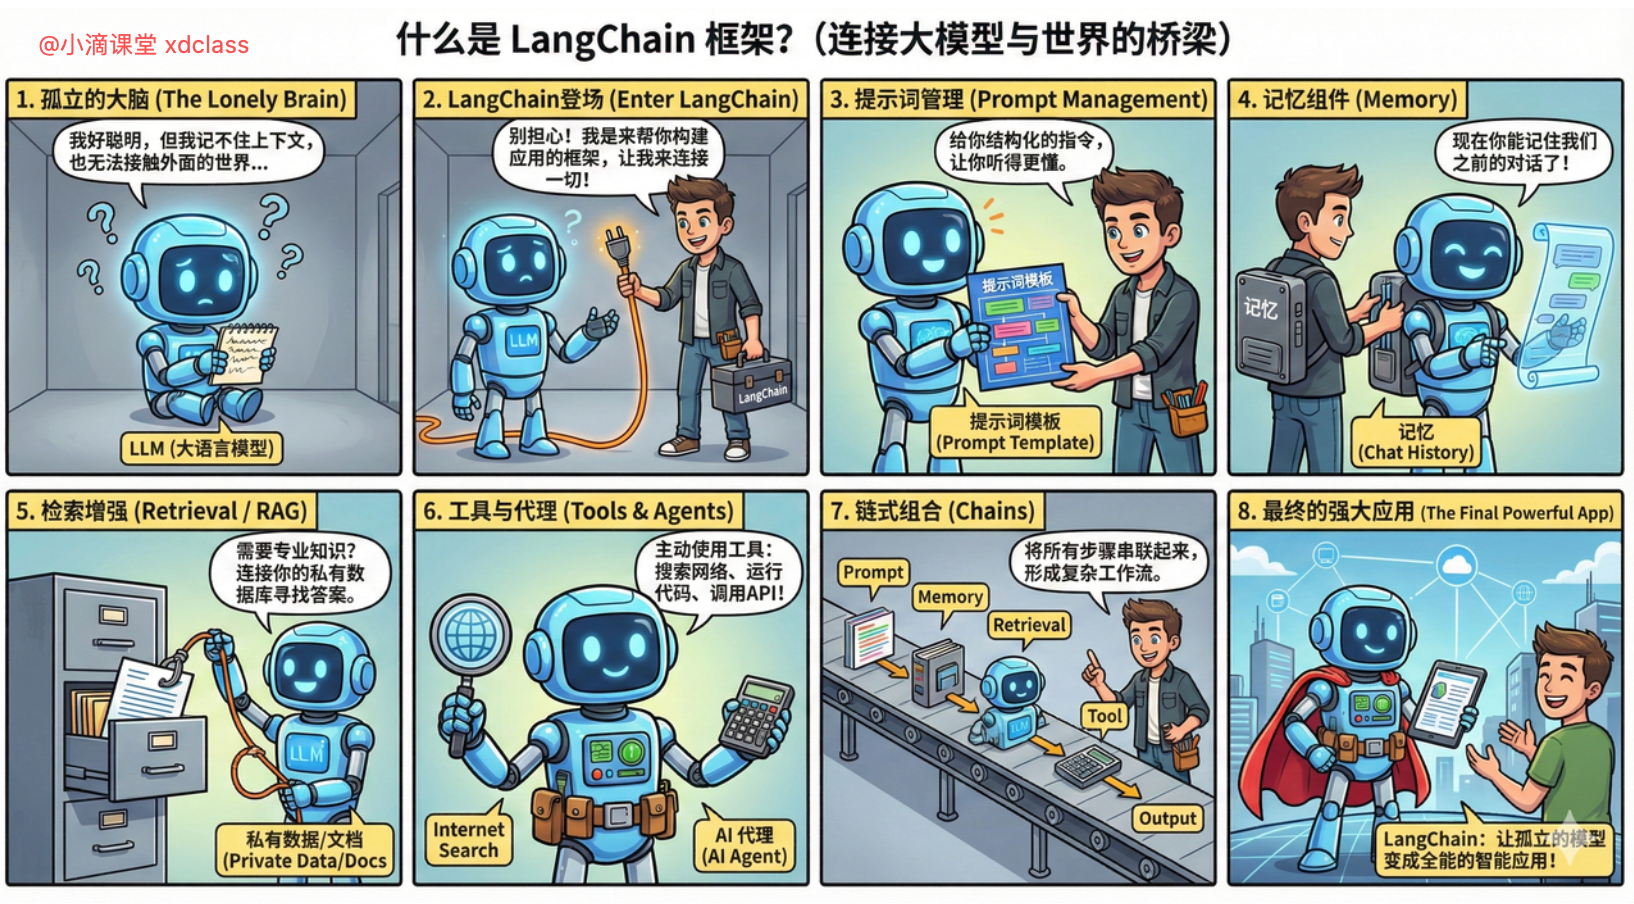 @小滴课堂 xdclass
什么是 LangChain 框架？（连接大模型与世界的桥梁）
1. 孤立的大脑 (The Lonely Brain)
我好聪明，但我记不住上下文，
也无法接触外面的世界...
LLM (大语言模型)
2. LangChain登场 (Enter LangChain)
别担心！我是来帮你构建
应用的框架，让我来连接
一切！
LLM
LangChain
3. 提示词管理 (Prompt Management)
给你结构化的指令，
让你听得更懂。
提示词模板
提示词模板
(Prompt Template)
4. 记忆组件 (Memory)
现在你能记住我们
之前的对话了！
记忆
记忆
(Chat History)
5. 检索增强 (Retrieval / RAG)
需要专业知识？
连接你的私有数
据库寻找答案。
LLM
私有数据/文档
(Private Data/Docs
6. 工具与代理 (Tools & Agents)
主动使用工具：
搜索网络、运行
代码、调用API！
Internet
Search
AI 代理
(AI Agent)
7. 链式组合 (Chains)
将所有步骤串联起来，
形成复杂工作流。
Prompt
Memory
Retrieval
LLM
Tool
Output
8. 最终的强大应用 (The Final Powerful App)
LangChain：让孤立的模型
变成全能的智能应用！